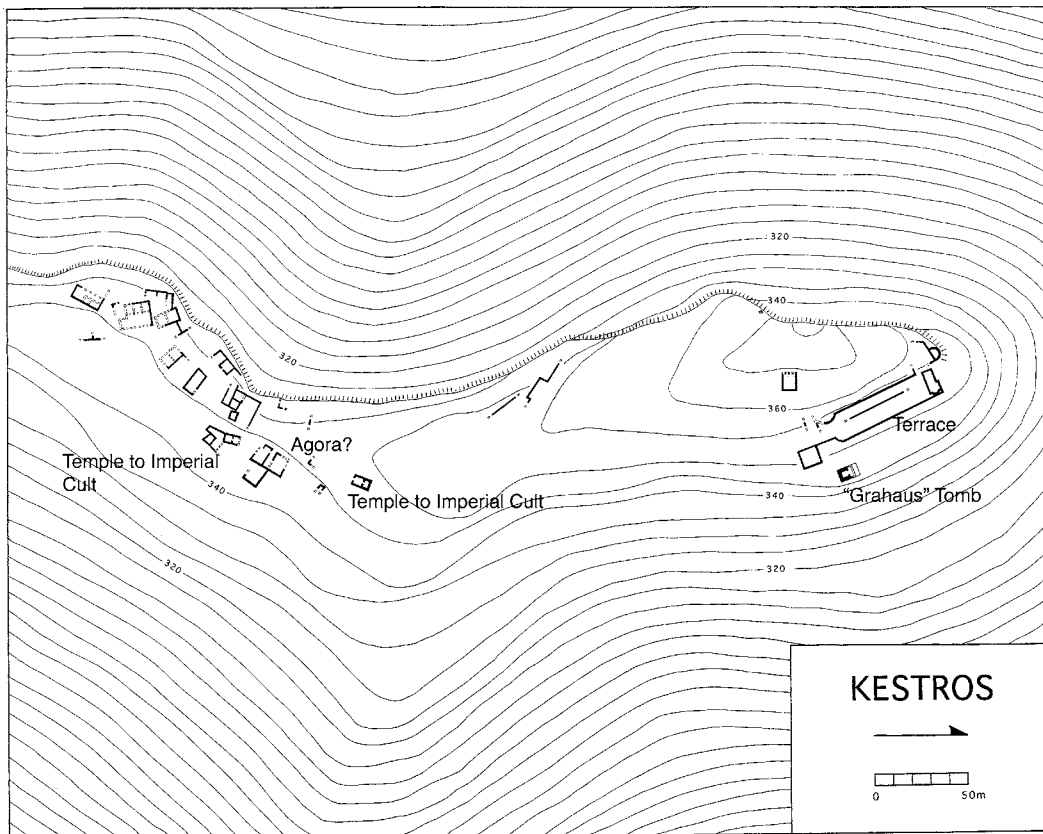 320
340
320
360
Agora?
Terrace
Temple to Imperial
Cult
340
Temple to Imperial Cult
340
"Grahaus" Tomb
320
320
KESTROS
0
50m